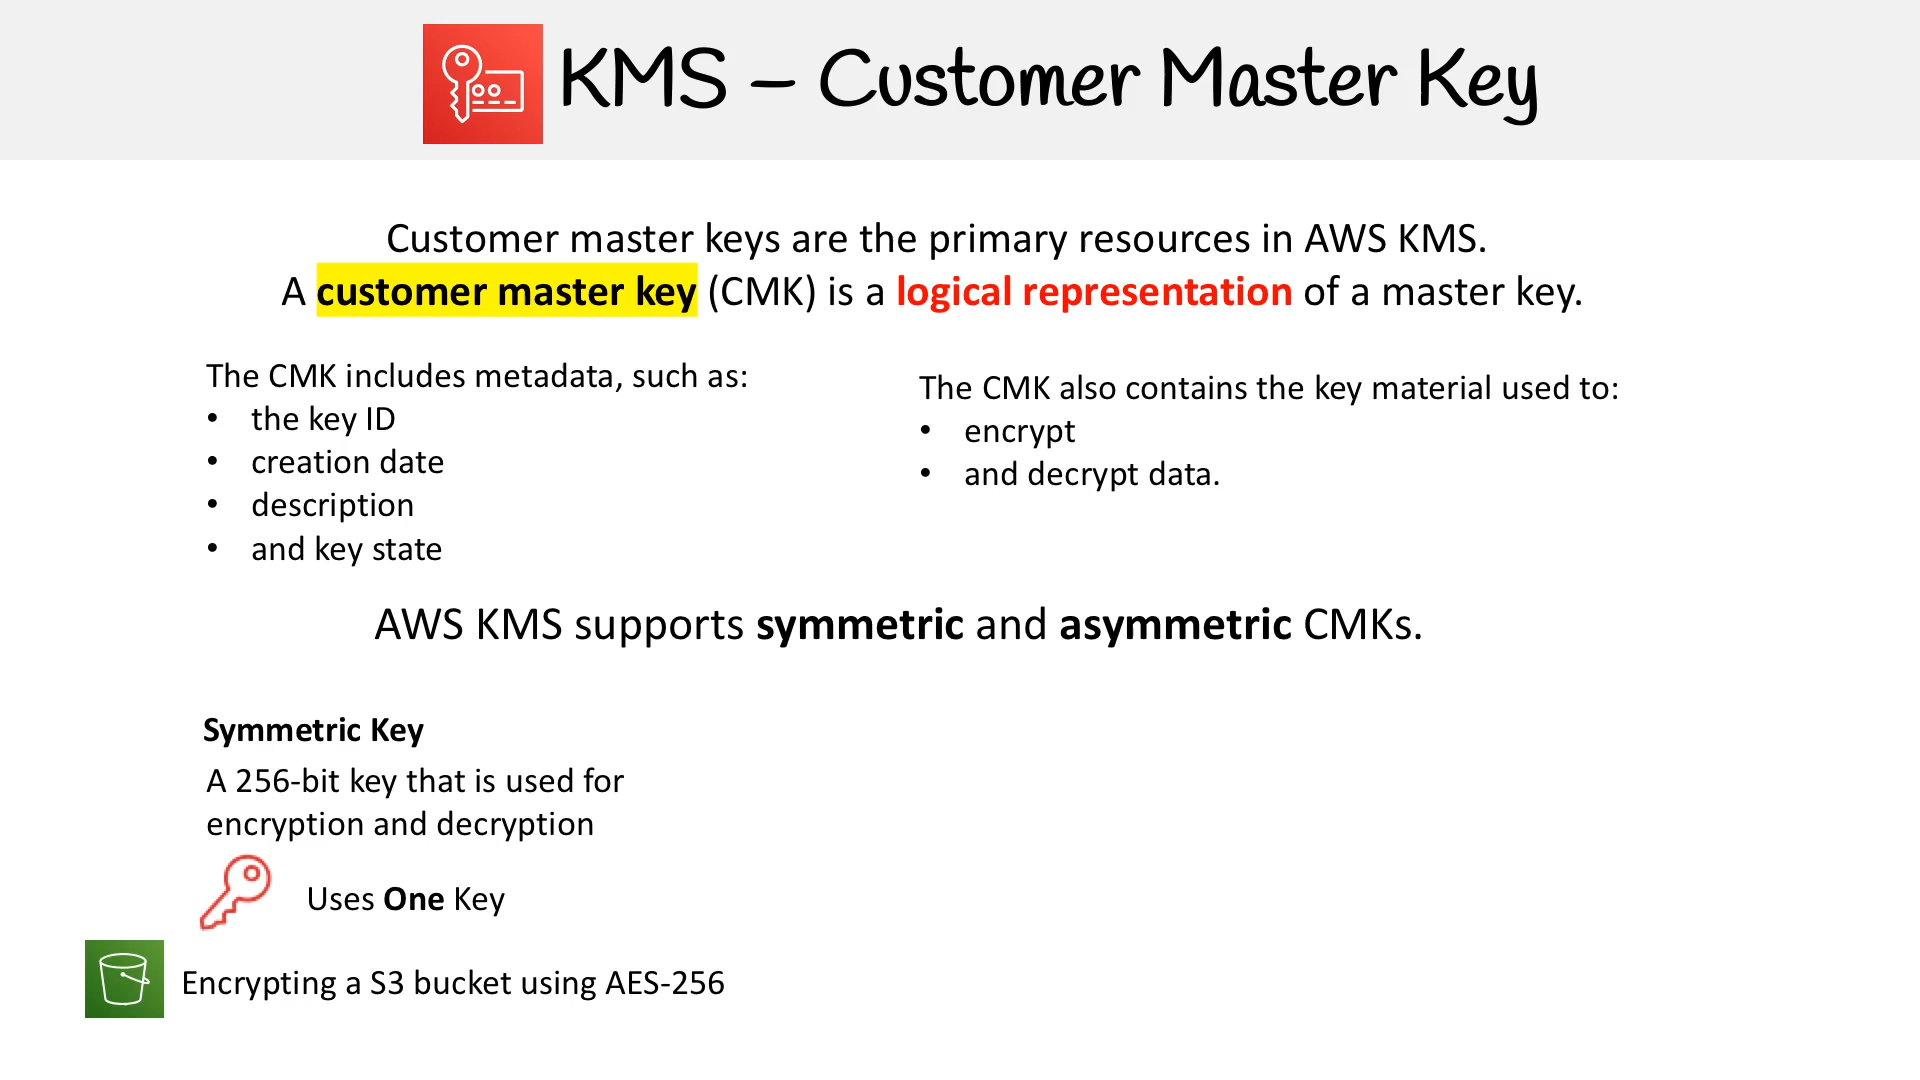 KMS – Customer Master Key
Customer master keys are the primary resources in AWS KMS.
A customer master key (CMK) is a logical representation of a master key.
The CMK includes metadata, such as:
• the key ID
• creation date
• description
• and key state
The CMK also contains the key material used to:
• encrypt
• and decrypt data.
AWS KMS supports symmetric and asymmetric CMKs.
Symmetric Key
A 256-bit key that is used for
encryption and decryption
Uses One Key
Encrypting a S3 bucket using AES-256